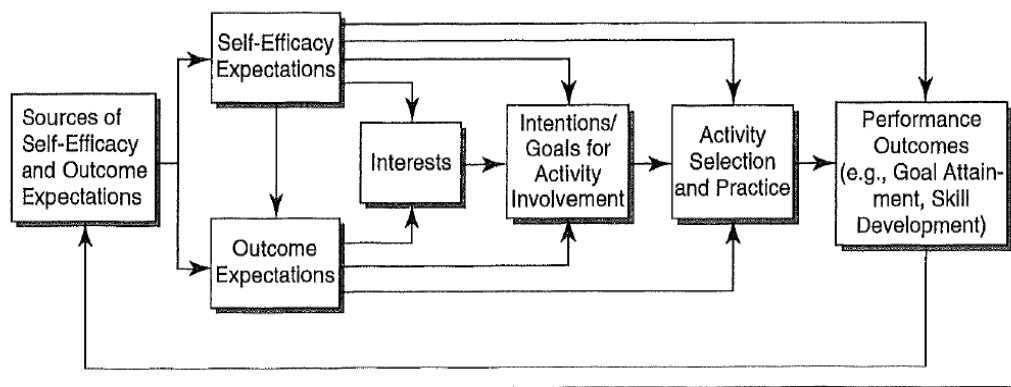 Self-Efficacy
Expectations
Sources of
Self-Efficacy
and Outcome
Expectations
Interests
Intentions/
Goals for
Activity
Involvement
Activity
Selection
and Practice
Performance
Outcomes
(e.g., Goal Attain-
ment, Skill
Development)
Outcome
Expectations